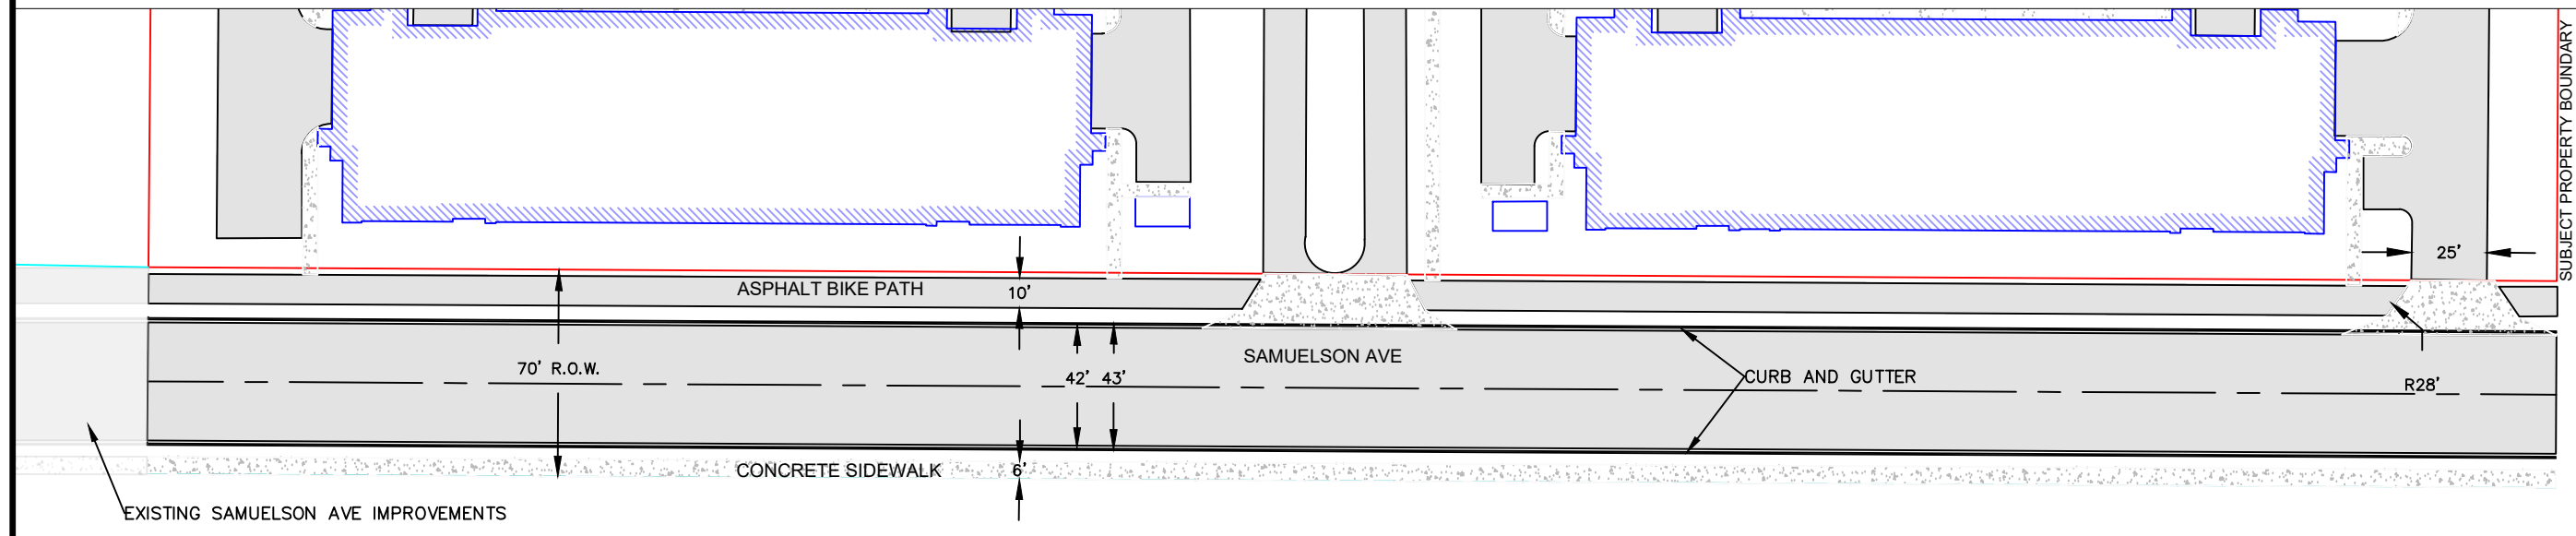 SUBJECT PROPERTY BOUNDARY
25'
ASPHALT BIKE PATH
10'
SAMUELSON AVE
70' R.O.W.
42' 43'
CURB AND GUTTER
R28'
CONCRETE SIDEWALK
6'
EXISTING SAMUELSON AVE IMPROVEMENTS